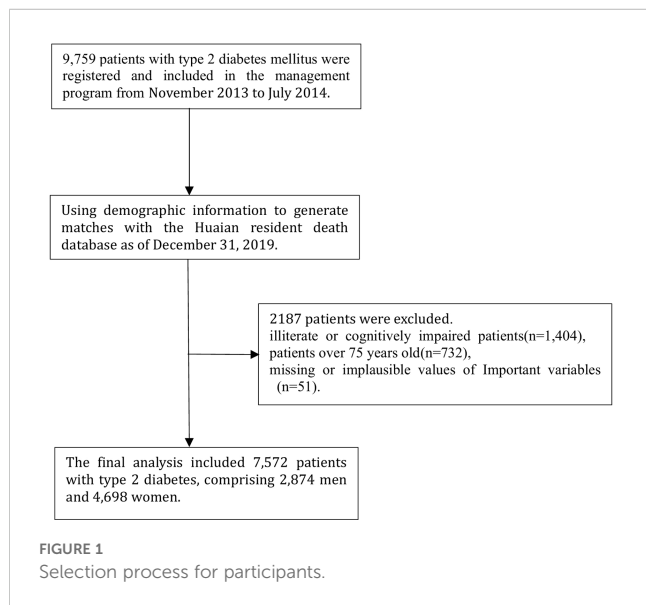 9,759 patients with type 2 diabetes mellitus were
registered and included in the management
program from November 2013 to July 2014.
Using demographic information to generate
matches with the Huaian resident death
database as of December 31, 2019.
2187 patients were excluded.
illiterate or cognitively impaired patients(n=1,404),
patients over 75 years old(n=732),
missing or implausible values of Important variables
(n=51).
The final analysis included 7,572 patients
with type 2 diabetes, comprising 2,874 men
and 4,698 women.
FIGURE 1
Selection process for participants.